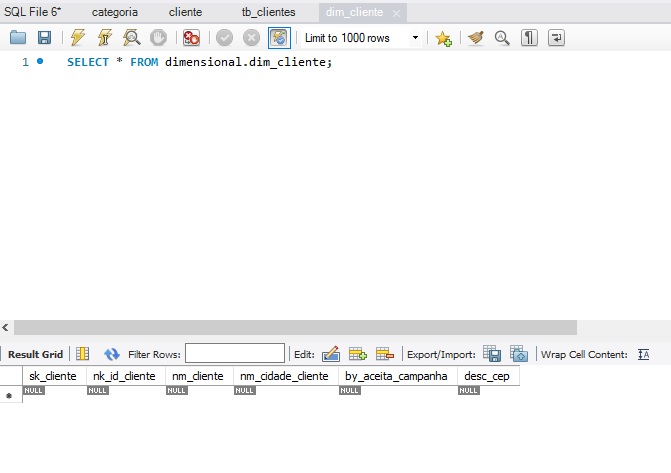 SQL File 6* categoria cliente tb_clientes dim_cliente
Limit to 1000 rows
1 SELECT * FROM dimensional.dim_cliente;
Result Grid Filter Rows: Edit: Export/Import: Wrap Cell Content: IA
sk_cliente nk_id_cliente nm_cliente nm_cidade_cliente by_aceita_campanha desc_cep
NULL NULL NULL NULL NULL NULL